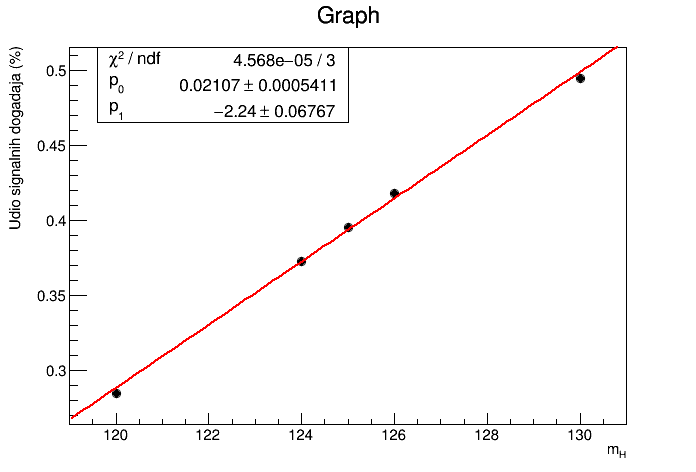 Graph
χ² / ndf 4.568e−05 / 3
p₀ 0.02107 ± 0.0005411
p₁ −2.24 ± 0.06767
Udio signalnih dogadaja (%)
0.5
0.45
0.4
0.35
0.3
120 122 124 126 128 130
m_H